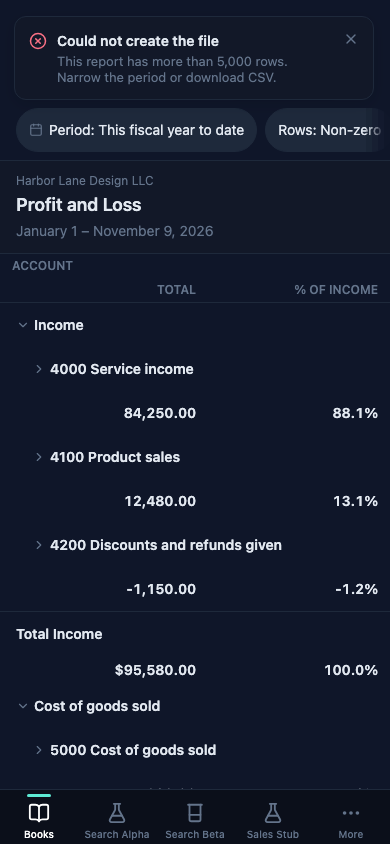 Could not create the file
This report has more than 5,000 rows.
Narrow the period or download CSV.
Period: This fiscal year to date
Rows: Non-zero
Harbor Lane Design LLC
Profit and Loss
January 1 – November 9, 2026
ACCOUNT
TOTAL % OF INCOME
Income
4000 Service income
84,250.00 88.1%
4100 Product sales
12,480.00 13.1%
4200 Discounts and refunds given
-1,150.00 -1.2%
Total Income
$95,580.00 100.0%
Cost of goods sold
5000 Cost of goods sold
Books Search Alpha Search Beta Sales Stub More